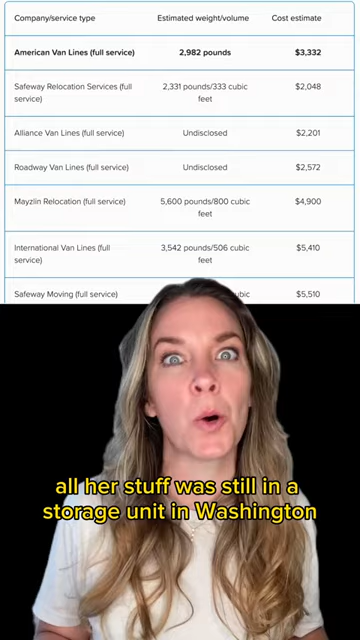 Company/service type Estimated weight/volume Cost estimate
American Van Lines (full service) 2,982 pounds $3,332
Safeway Relocation Services (full 2,331 pounds/333 cubic $2,048
service) feet
Alliance Van Lines (full service) Undisclosed $2,201
Roadway Van Lines (full service) Undisclosed $2,572
Mayzlin Relocation (full service) 5,600 pounds/800 cubic $4,900
feet
International Van Lines (full 3,542 pounds/506 cubic $5,410
service) feet
Safeway Moving (full service) $5,510
all her stuff was still in a
storage unit in Washington